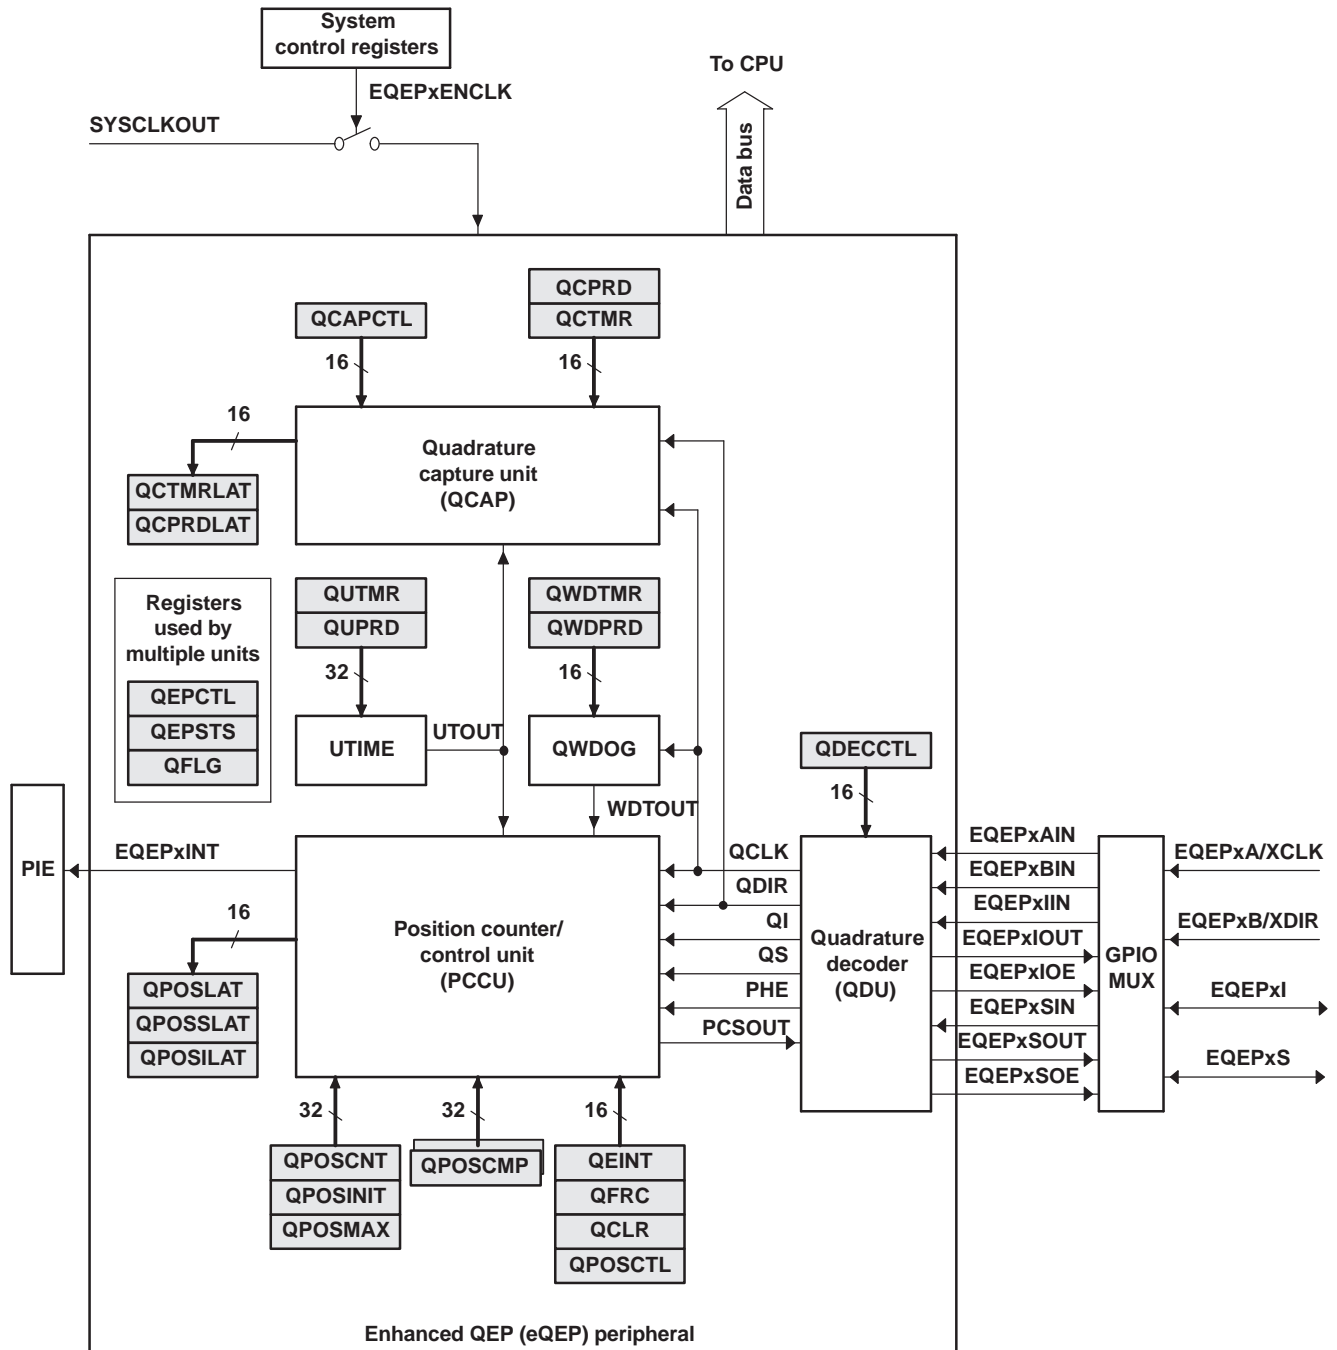 System
control registers
To CPU
EQEPxENCLK
SYSCLKOUT
Data bus
QCPRD
QCAPCTL
QCTMR
16
16
16
Quadrature
capture unit
(QCAP)
QCTMRLAT
QCPRDLAT
Registers
used by
multiple units
QEPCTL
QEPSTS
QFLG
QUTMR
QUPRD
QWDTMR
QWDPRD
32
16
UTIME
UTOUT
QWDOG
QDECCTL
WDTOUT
16
PIE
EQEPxINT
QCLK
QDIR
QI
QS
PHE
PCSOUT
16
Position counter/
control unit
(PCCU)
Quadrature
decoder
(QDU)
EQEPxAIN
EQEPxBIN
EQEPxIIN
EQEPxIOUT
EQEPxIOE
EQEPxSIN
EQEPxSOUT
EQEPxSOE
GPIO
MUX
EQEPxA/XCLK
EQEPxB/XDIR
EQEPxI
EQEPxS
QPOSLAT
QPOSSLAT
QPOSILAT
32
32
16
QPOSCNT
QPOSINIT
QPOSMAX
QPOSCMP
QEINT
QFRC
QCLR
QPOSCTL
Enhanced QEP (eQEP) peripheral